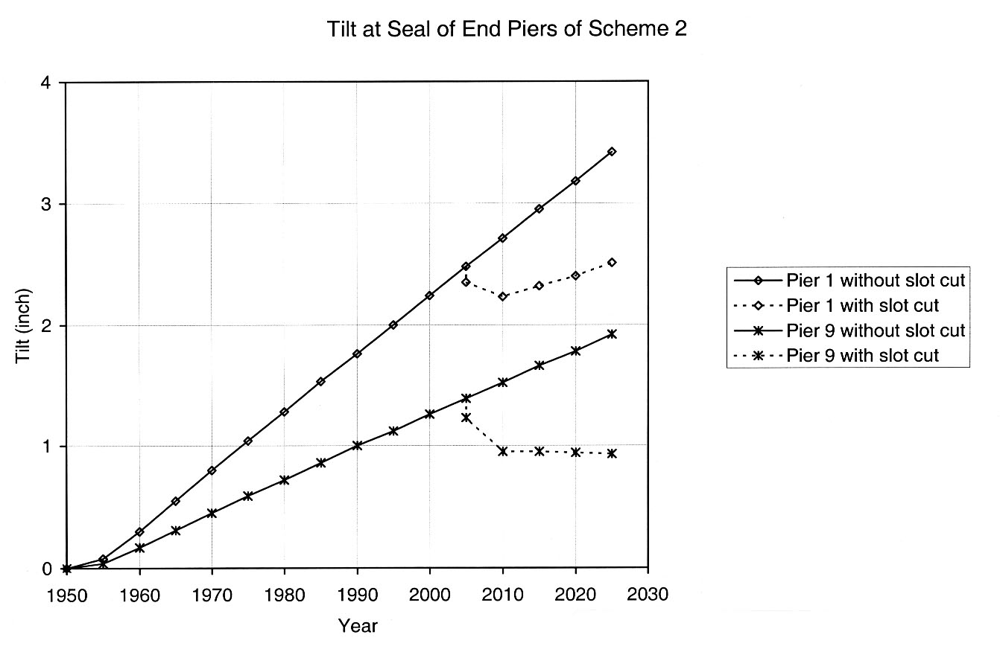 Tilt at Seal of End Piers of Scheme 2
4
3
2
1
0
Tilt (inch)
1950 1960 1970 1980 1990 2000 2010 2020 2030
Year
Pier 1 without slot cut
Pier 1 with slot cut
Pier 9 without slot cut
Pier 9 with slot cut